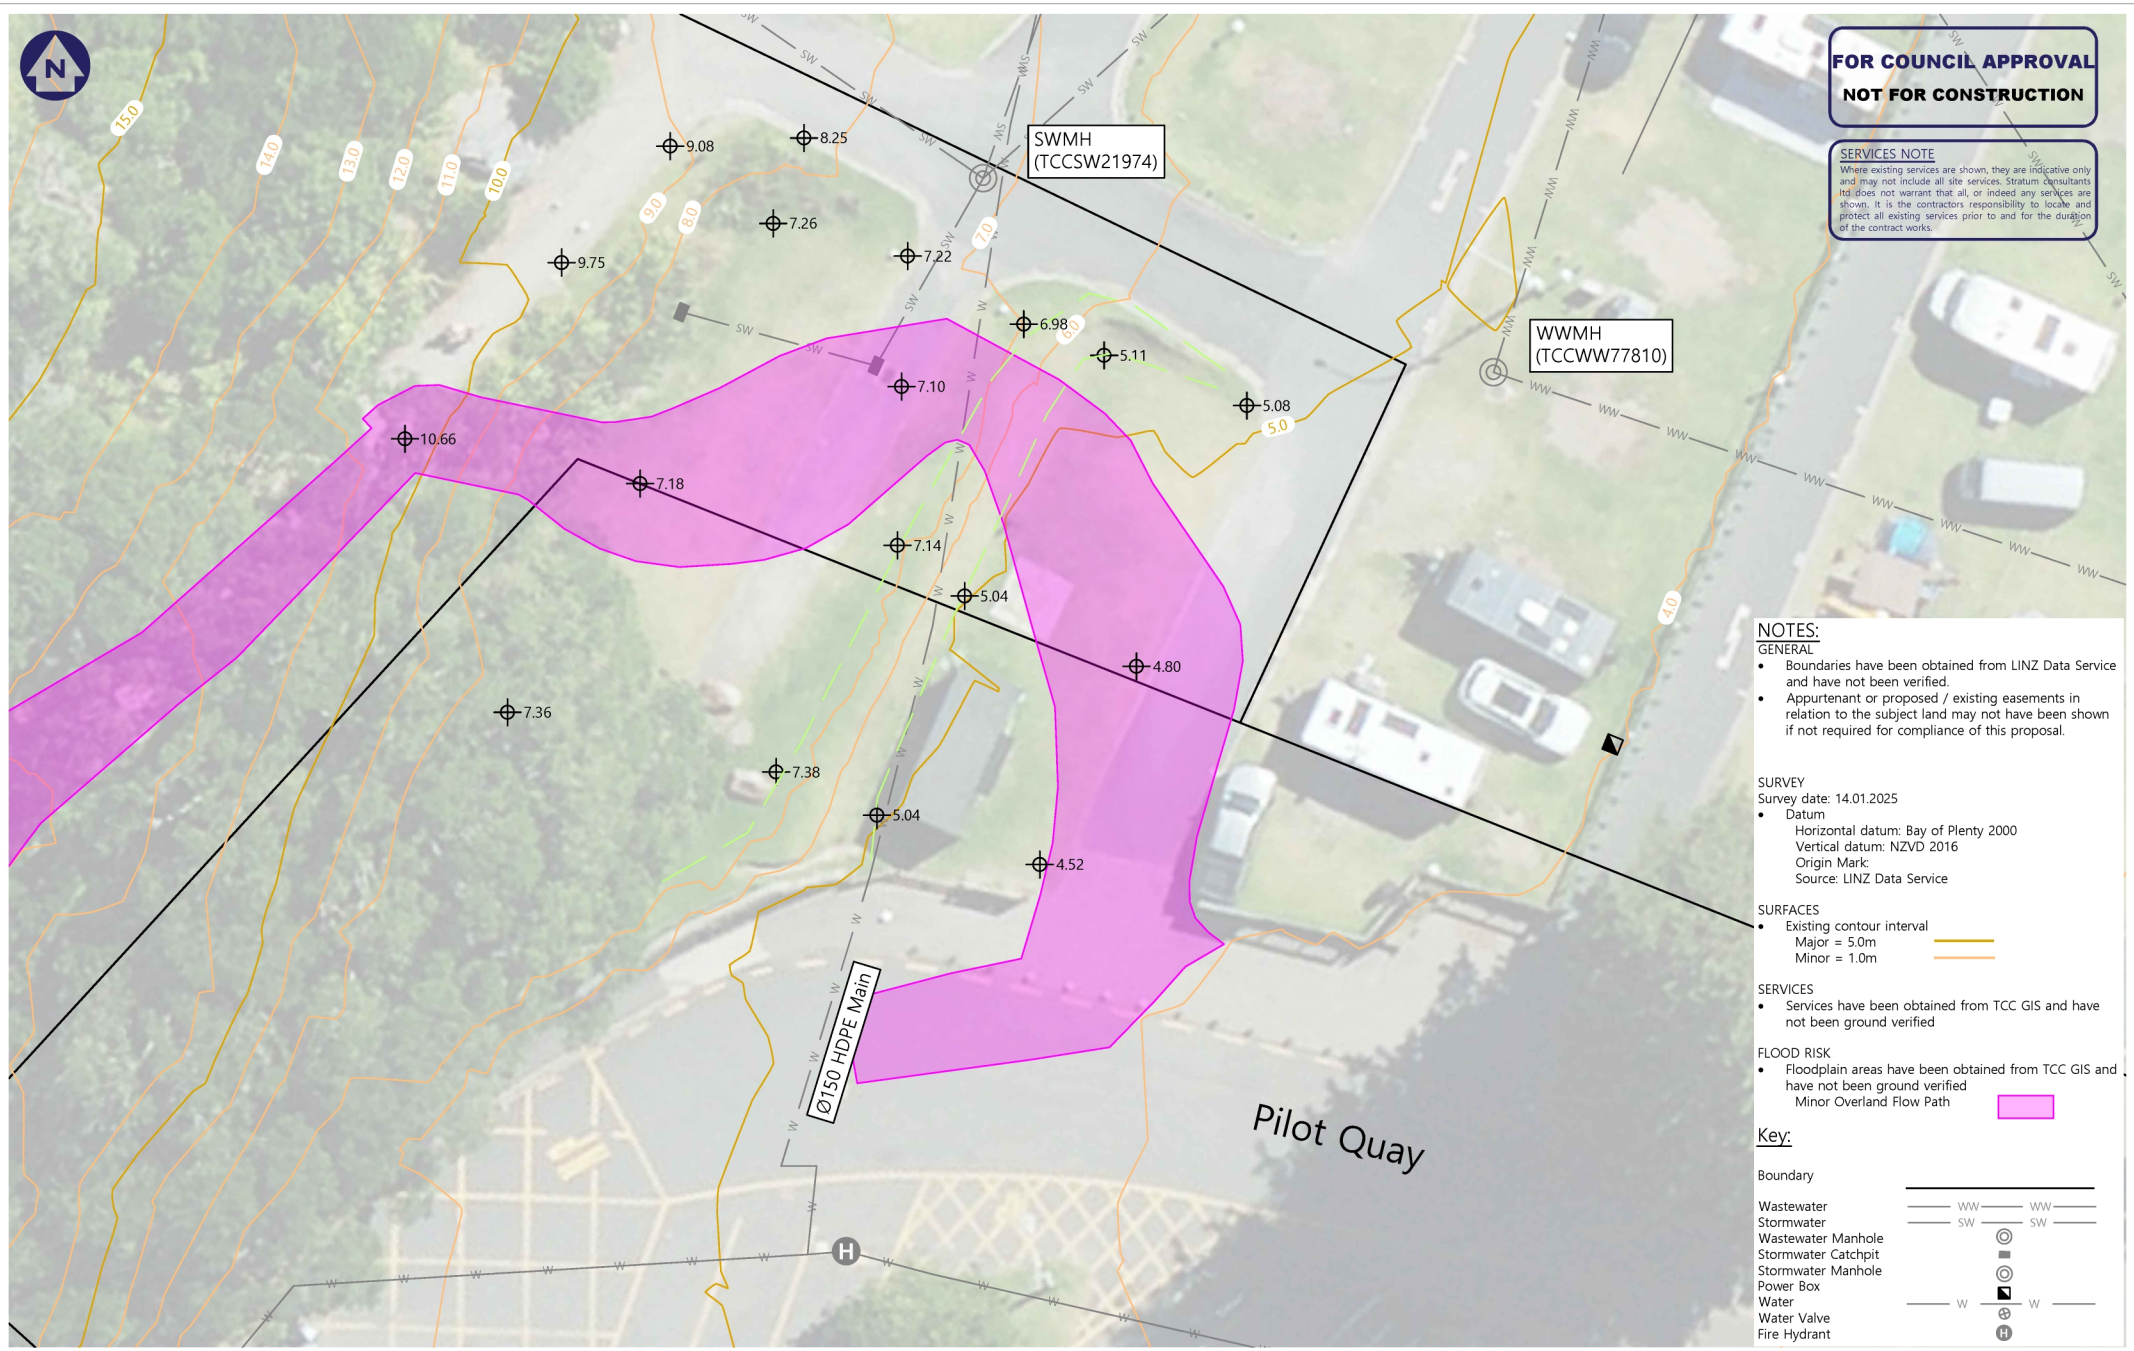 N
15.0
14.0
13.0
12.0
11.0
10.0
9.0
8.0
7.0
6.0
5.0
4.0
9.08
8.25
7.26
7.22
9.75
6.98
5.11
5.08
7.10
10.66
7.18
7.14
5.04
4.80
7.36
7.38
5.04
4.52
SWMH
(TCCSW21974)
WWMH
(TCCWW77810)
Ø150 HDPE Main
Pilot Quay
H
FOR COUNCIL APPROVAL
NOT FOR CONSTRUCTION
SERVICES NOTE
Where existing services are shown, they are indicative only
and may not include all site services. Stratum consultants
ltd does not warrant that all, or indeed any services are
shown. It is the contractors responsibility to locate and
protect all existing services prior to and for the duration
of the contract works.
NOTES:
GENERAL
• Boundaries have been obtained from LINZ Data Service
and have not been verified.
• Appurtenant or proposed / existing easements in
relation to the subject land may not have been shown
if not required for compliance of this proposal.
SURVEY
Survey date: 14.01.2025
• Datum
Horizontal datum: Bay of Plenty 2000
Vertical datum: NZVD 2016
Origin Mark:
Source: LINZ Data Service
SURFACES
• Existing contour interval
Major = 5.0m
Minor = 1.0m
SERVICES
• Services have been obtained from TCC GIS and have
not been ground verified
FLOOD RISK
• Floodplain areas have been obtained from TCC GIS and
have not been ground verified
Minor Overland Flow Path
Key:
Boundary
Wastewater WW WW
Stormwater SW SW
Wastewater Manhole
Stormwater Catchpit
Stormwater Manhole
Power Box
Water W W
Water Valve
Fire Hydrant H